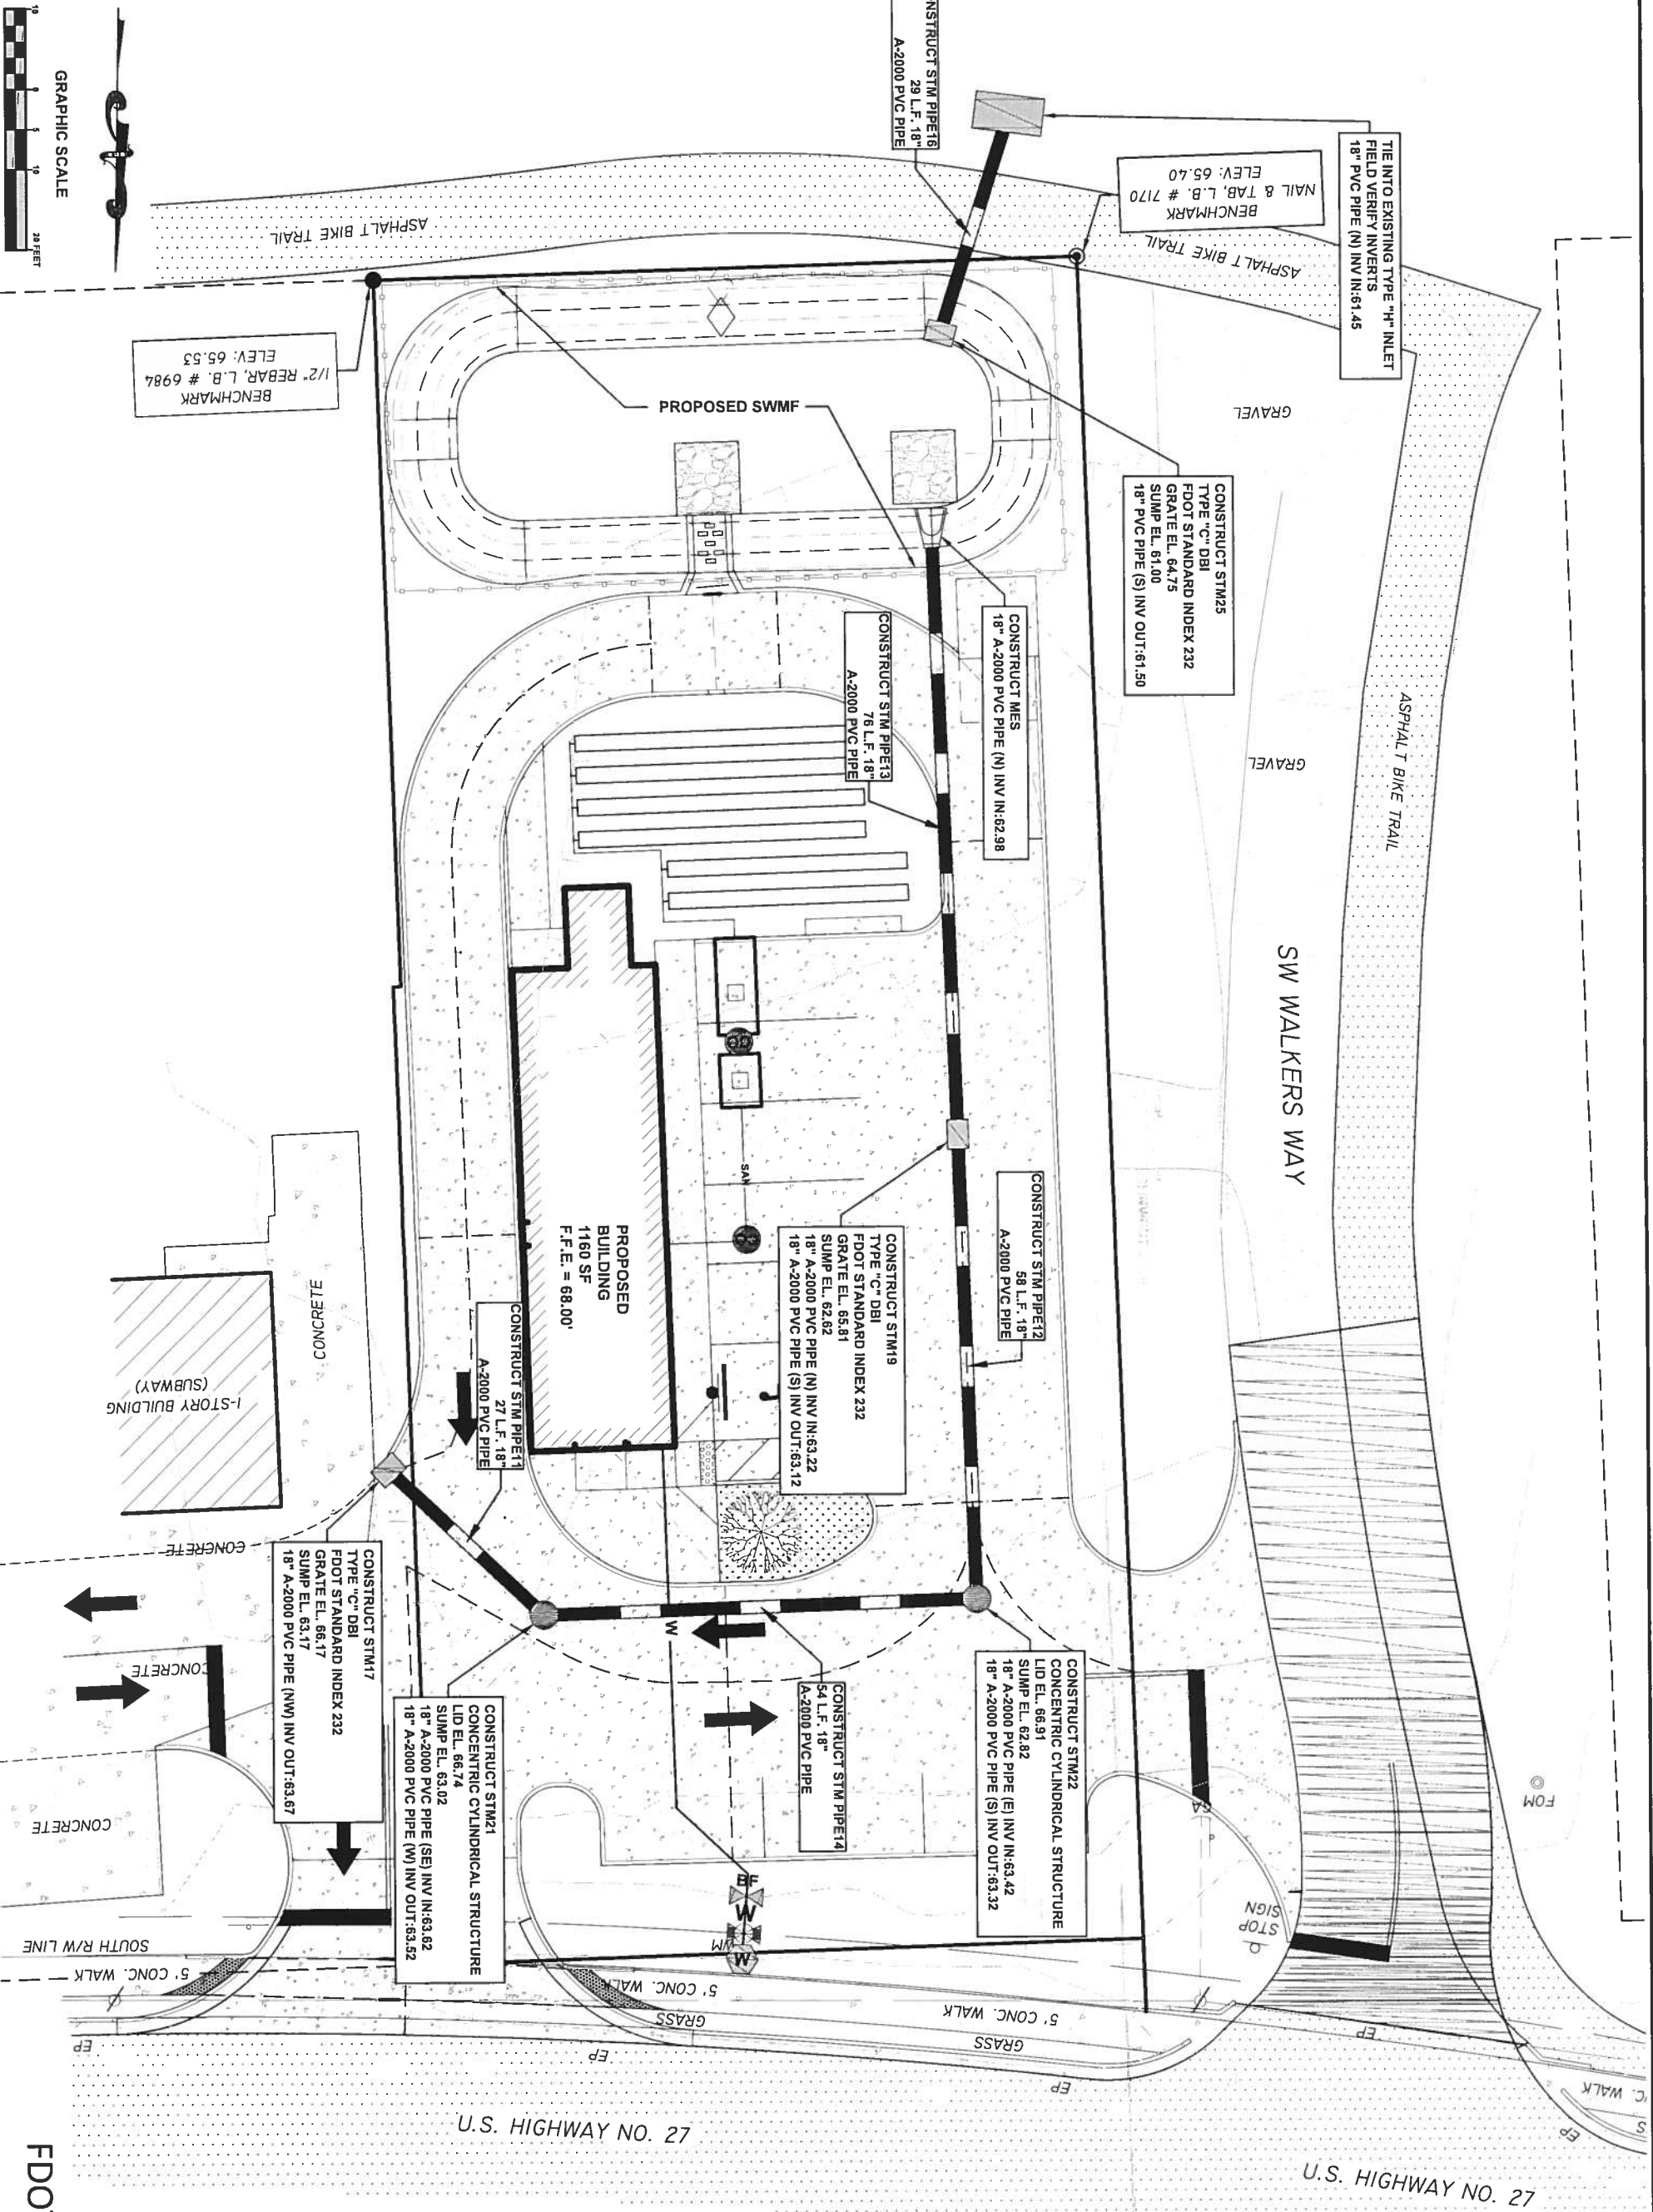 TIE INTO EXISTING TYPE "H" INLET
FIELD VERIFY INVERTS
18" PVC PIPE (N) INV IN:61.45
NSTRUCT STM PIPE16
29 L.F. 18"
A-2000 PVC PIPE
BENCHMARK
NAIL & TAB, L.B. # 7170
ELEV: 65.40
ASPHALT BIKE TRAIL
ASPHALT BIKE TRAIL
GRAPHIC SCALE
10
0
5
10
20 FEET
BENCHMARK
1/2" REBAR, L.B. # 6984
ELEV: 65.53
PROPOSED SWMF
GRAVEL
CONSTRUCT STM25
TYPE "C" DBI
FDOT STANDARD INDEX 232
GRATE EL. 64.75
SUMP EL. 61.00
18" PVC PIPE (S) INV OUT:61.50
CONSTRUCT MES
18" A-2000 PVC PIPE (N) INV IN:62.98
CONSTRUCT STM PIPE13
76 L.F. 18"
A-2000 PVC PIPE
GRAVEL
ASPHALT BIKE TRAIL
SW WALKERS WAY
CONSTRUCT STM PIPE12
58 L.F. 18"
A-2000 PVC PIPE
CONSTRUCT STM19
TYPE "C" DBI
FDOT STANDARD INDEX 232
GRATE EL. 65.81
SUMP EL. 62.62
18" A-2000 PVC PIPE (N) INV IN:63.22
18" A-2000 PVC PIPE (S) INV OUT:63.12
SAN
PROPOSED
BUILDING
1160 SF
F.F.E. = 68.00'
CONSTRUCT STM PIPE11
27 L.F. 18"
A-2000 PVC PIPE
CONCRETE
1-STORY BUILDING
(SUBWAY)
CONCRETE
CONSTRUCT STM17
TYPE "C" DBI
FDOT STANDARD INDEX 232
GRATE EL. 66.17
SUMP EL. 63.17
18" A-2000 PVC PIPE (NW) INV OUT:63.67
W
CONSTRUCT STM22
CONCENTRIC CYLINDRICAL STRUCTURE
LID EL. 66.91
SUMP EL. 62.82
18" A-2000 PVC PIPE (E) INV IN:63.42
18" A-2000 PVC PIPE (S) INV OUT:63.32
CONSTRUCT STM PIPE14
54 L.F. 18"
A-2000 PVC PIPE
CONSTRUCT STM21
CONCENTRIC CYLINDRICAL STRUCTURE
LID EL. 66.74
SUMP EL. 63.02
18" A-2000 PVC PIPE (SE) INV IN:63.62
18" A-2000 PVC PIPE (W) INV OUT:63.52
CONCRETE
CONCRETE
FOM
GA
STOP
SIGN
BF
W
WM
W
SOUTH R/W LINE
5' CONC. WALK
5' CONC. WALK
5' CONC. WALK
GRASS
GRASS
EP
EP
EP
EP
EP
C. WALK
S
U.S. HIGHWAY NO. 27
U.S. HIGHWAY NO. 27
FDO